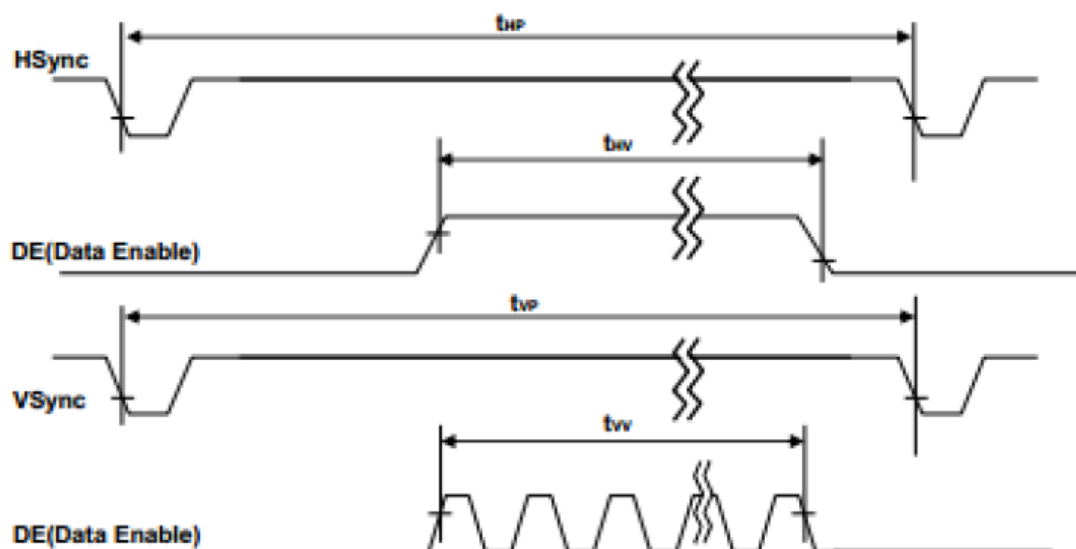 tHP
HSync
tHV
DE(Data Enable)
tVP
VSync
tVV
DE(Data Enable)